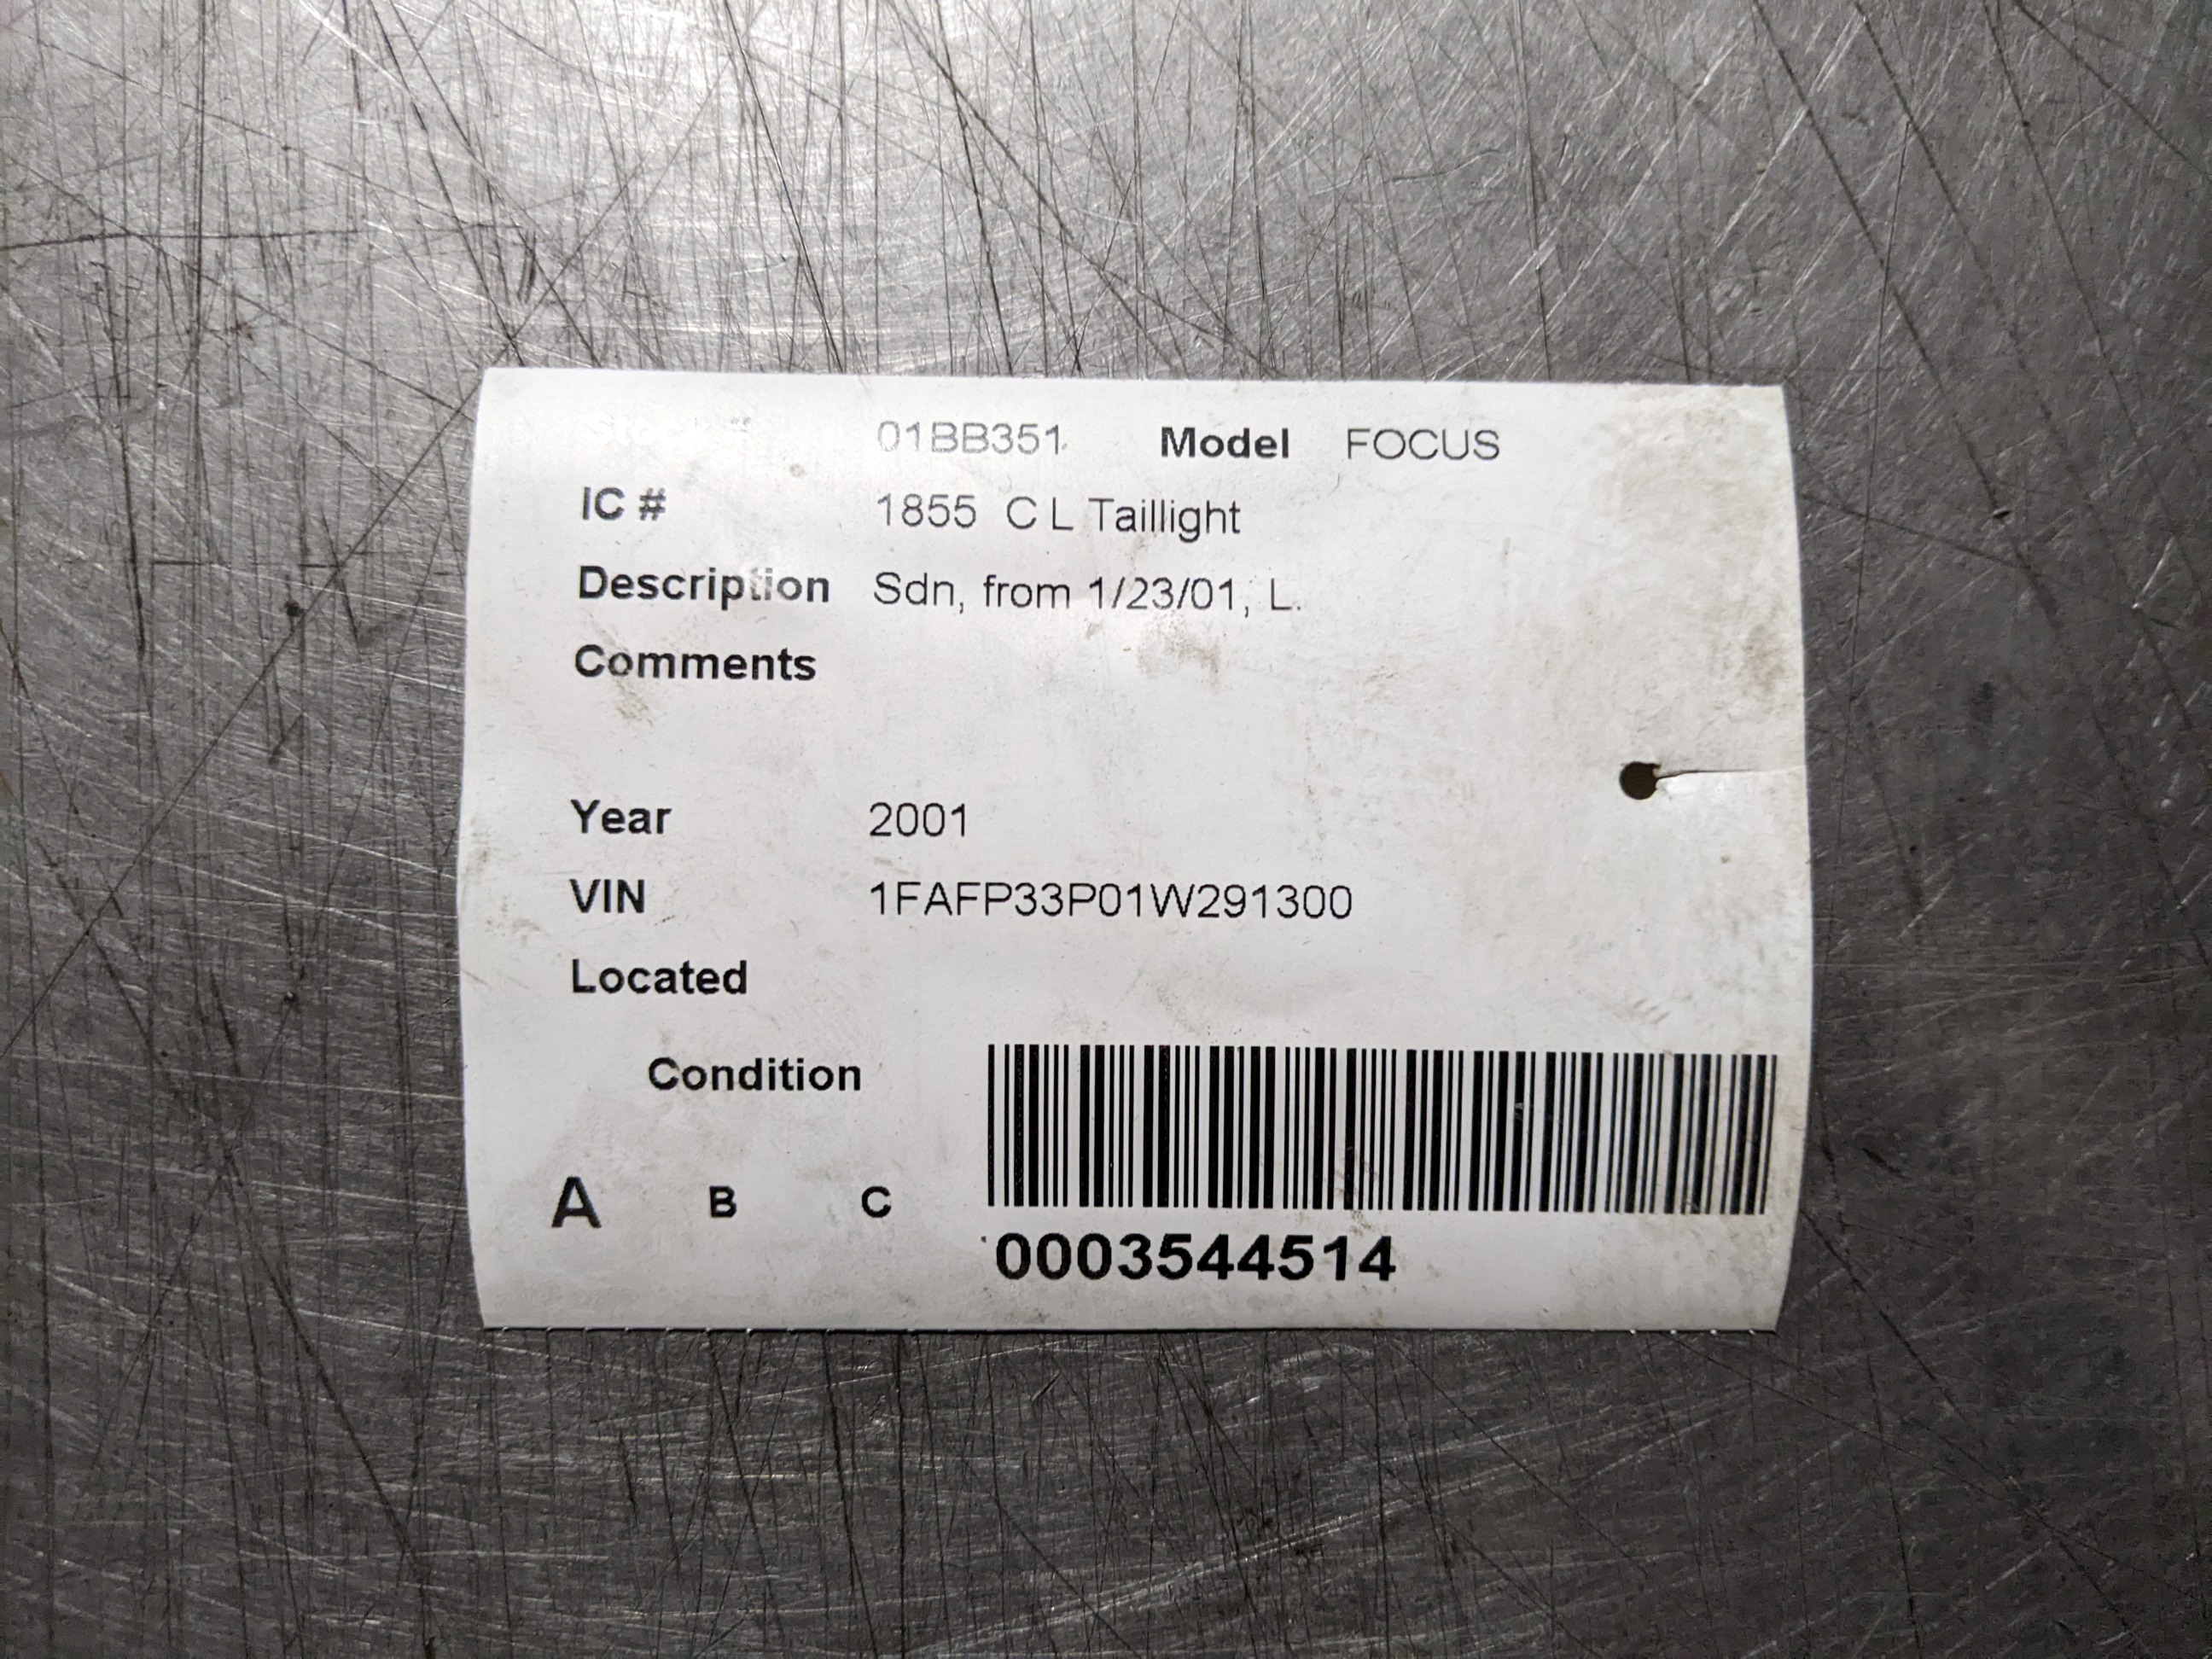 Stock # 01BB351 Model FOCUS
IC # 1855 C L Taillight
Description Sdn, from 1/23/01, L.
Comments
Year 2001
VIN 1FAFP33P01W291300
Located
Condition
A B C
0003544514